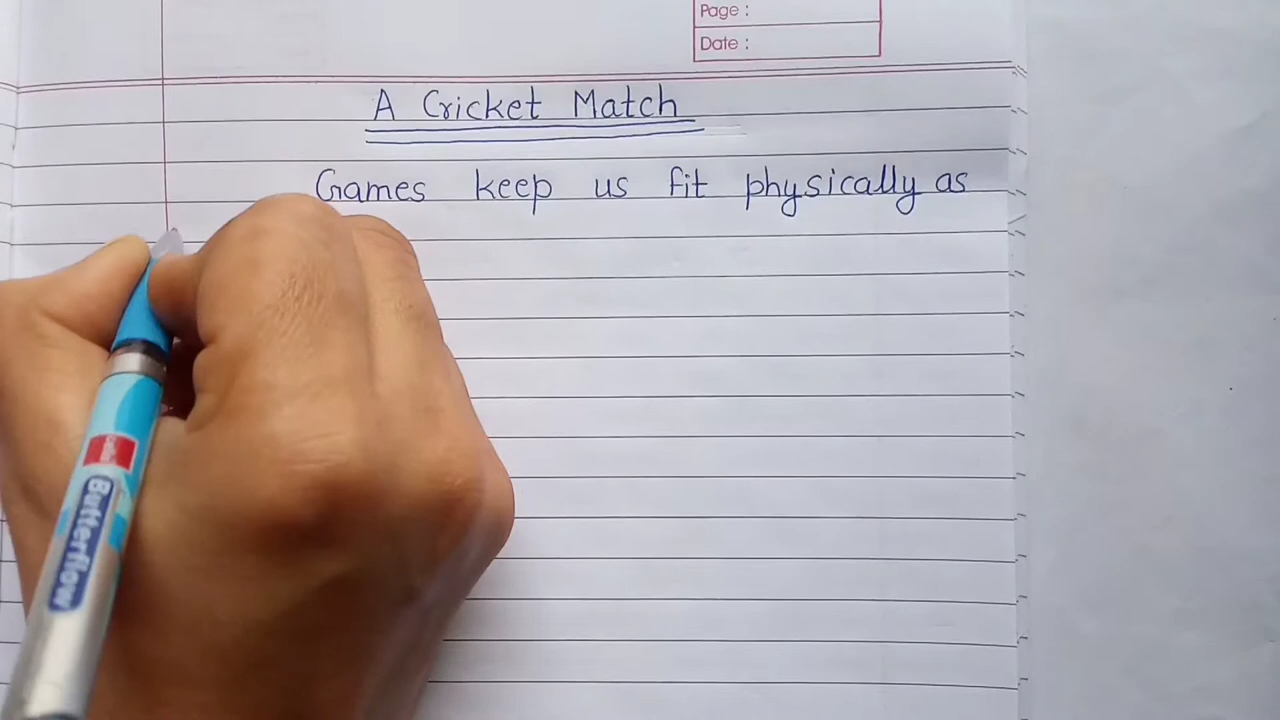 Page :
Date :
A Cricket Match
Games keep us fit physically as
Butterflow